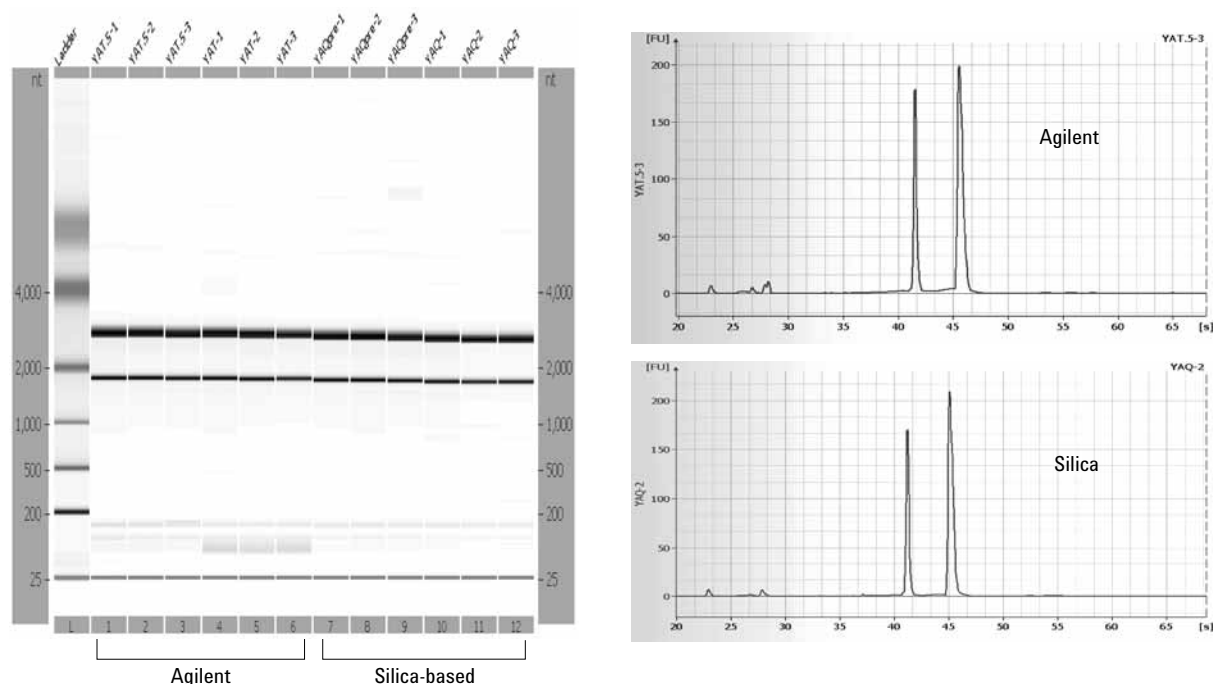 Ladder YAT.5-1 YAT.5-2 YAT.5-3 YAT-1 YAT-2 YAT-3 YAQpre-1 YAQpre-2 YAQpre-3 YAQ-1 YAQ-2 YAQ-3
nt nt
4,000 4,000
2,000 2,000
1,000 1,000
500 500
200 200
25 25
L 1 2 3 4 5 6 7 8 9 10 11 12
Agilent Silica-based
[FU] YAT.5-3
200
150
100
50
0
YAT.5-3
Agilent
20 25 30 35 40 45 50 55 60 65 [s]
[FU] YAQ-2
200
150
100
50
0
YAQ-2
Silica
20 25 30 35 40 45 50 55 60 65 [s]